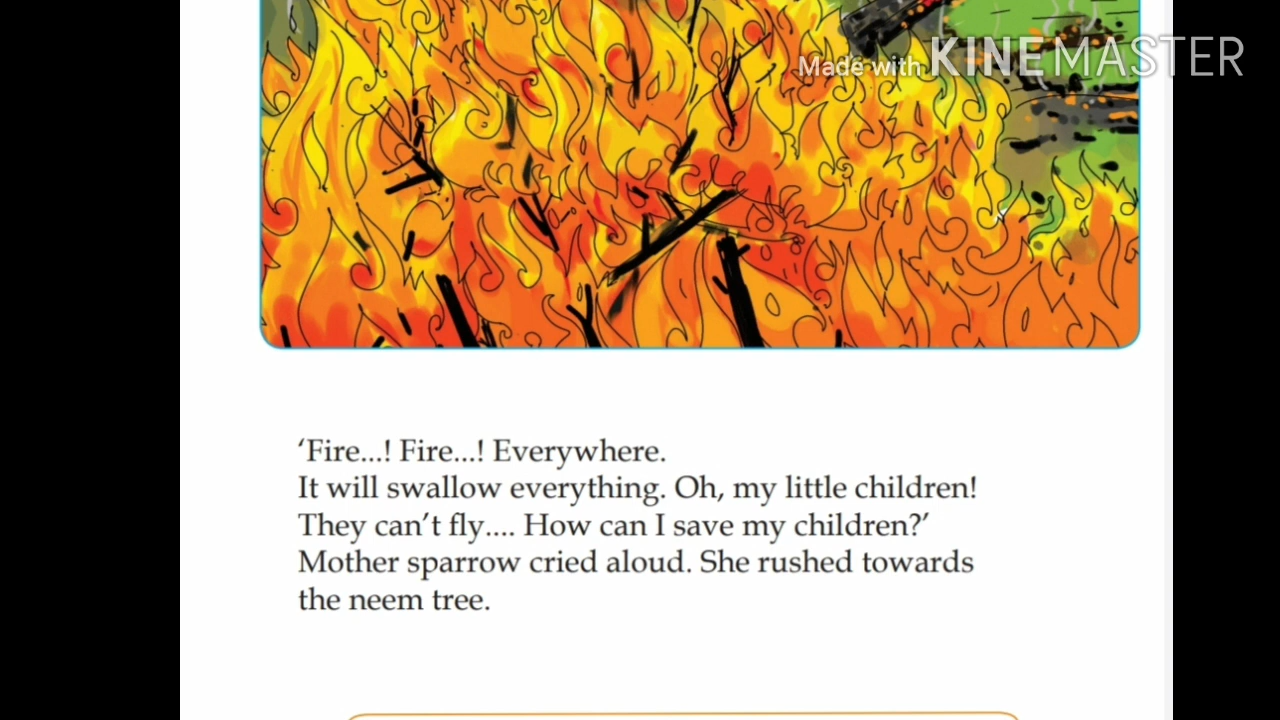 Made with KINEMASTER
‘Fire...! Fire...! Everywhere.
It will swallow everything. Oh, my little children!
They can’t fly.... How can I save my children?’
Mother sparrow cried aloud. She rushed towards
the neem tree.